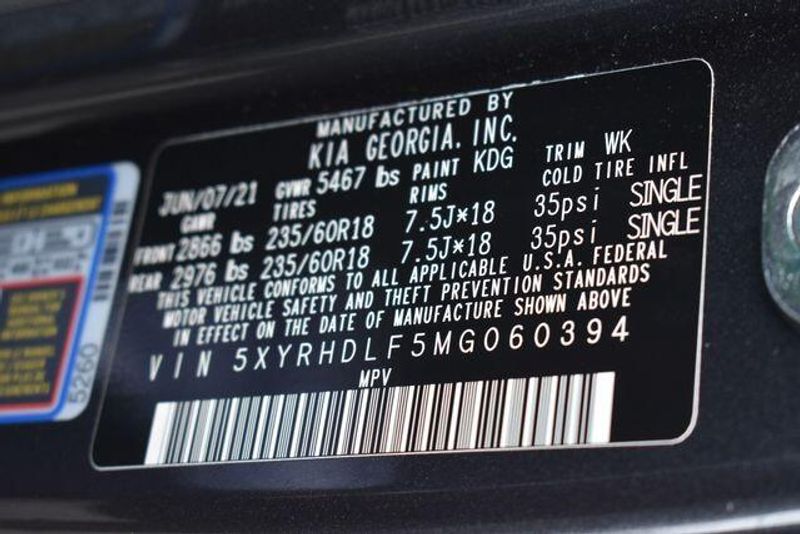 MANUFACTURED BY
KIA GEORGIA. INC.
JUN/07/21 GVWR 5467 lbs PAINT KDG TRIM WK
GAWR TIRES RIMS COLD TIRE INFL
FRONT 2866 lbs 235/60R18 7.5J×18 35psi SINGLE
REAR 2976 lbs 235/60R18 7.5J×18 35psi SINGLE
THIS VEHICLE CONFORMS TO ALL APPLICABLE U.S.A. FEDERAL
MOTOR VEHICLE SAFETY AND THEFT PREVENTION STANDARDS
IN EFFECT ON THE DATE OF MANUFACTURE SHOWN ABOVE
VIN 5XYRHDLF5MG060394
MPV
INFORMATION
5260